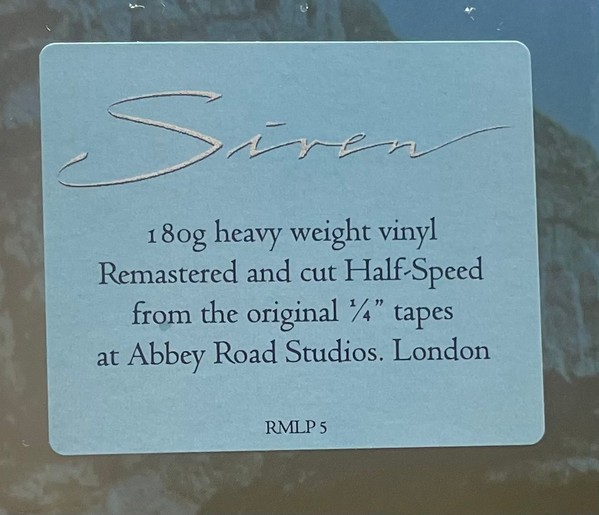 Siren
180g heavy weight vinyl
Remastered and cut Half-Speed
from the original ¼” tapes
at Abbey Road Studios. London
RMLP 5